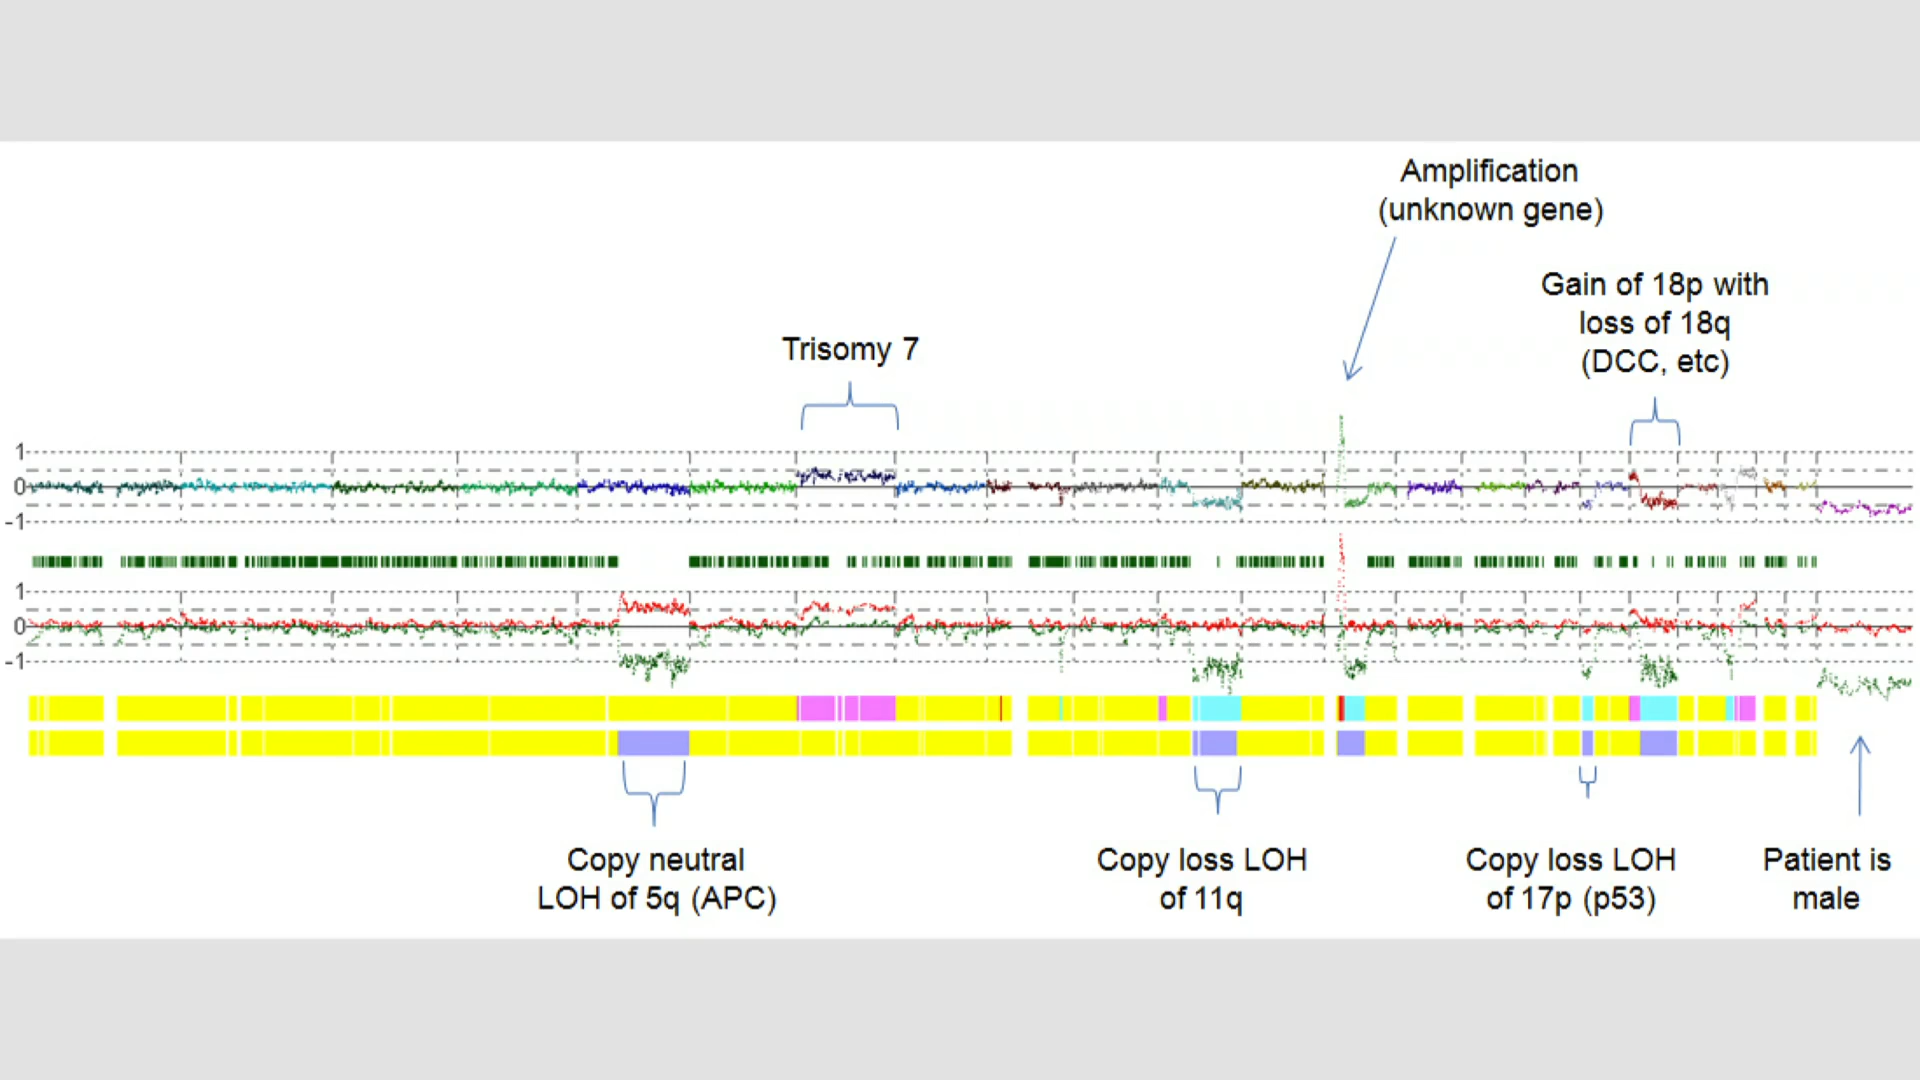 Amplification
(unknown gene)
Gain of 18p with
loss of 18q
(DCC, etc)
Trisomy 7
1
0
-1
1
0
-1
Copy neutral
LOH of 5q (APC)
Copy loss LOH
of 11q
Copy loss LOH
of 17p (p53)
Patient is
male